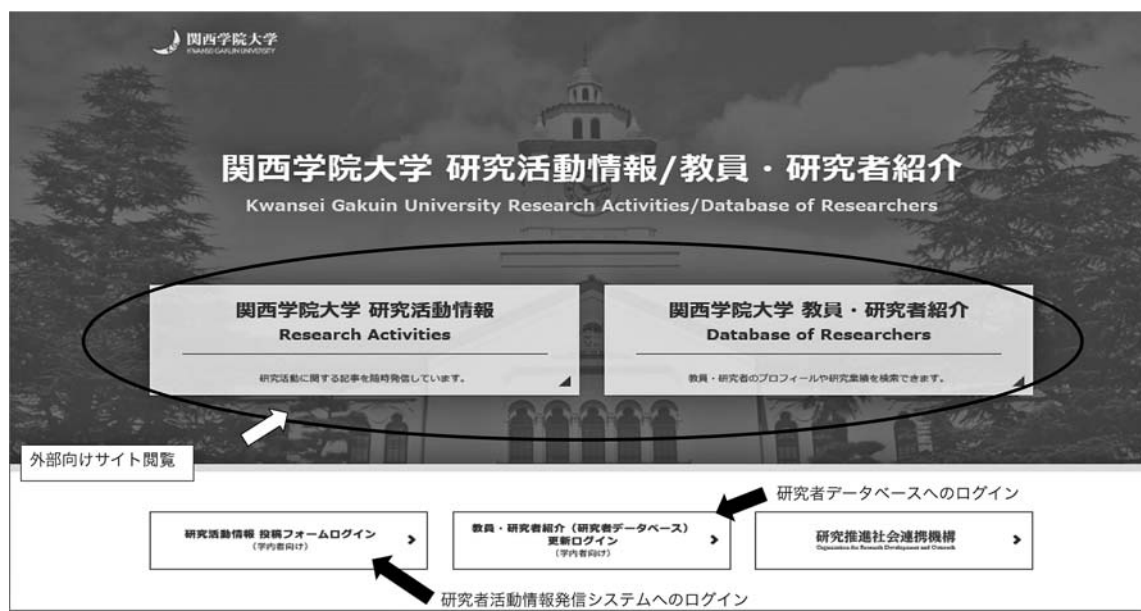 関西学院大学
KWANSEI GAKUIN UNIVERSITY
関西学院大学 研究活動情報/教員・研究者紹介
Kwansei Gakuin University Research Activities/Database of Researchers
関西学院大学 研究活動情報
Research Activities
研究活動に関する記事を随時発信しています。
関西学院大学 教員・研究者紹介
Database of Researchers
教員・研究者のプロフィールや研究業績を検索できます。
外部向けサイト閲覧
研究者データベースへのログイン
研究活動情報 投稿フォームログイン
(学内者向け)
教員・研究者紹介(研究者データベース)
更新ログイン
(学内者向け)
研究推進社会連携機構
Organization for Research Development and Outreach
研究者活動情報発信システムへのログイン